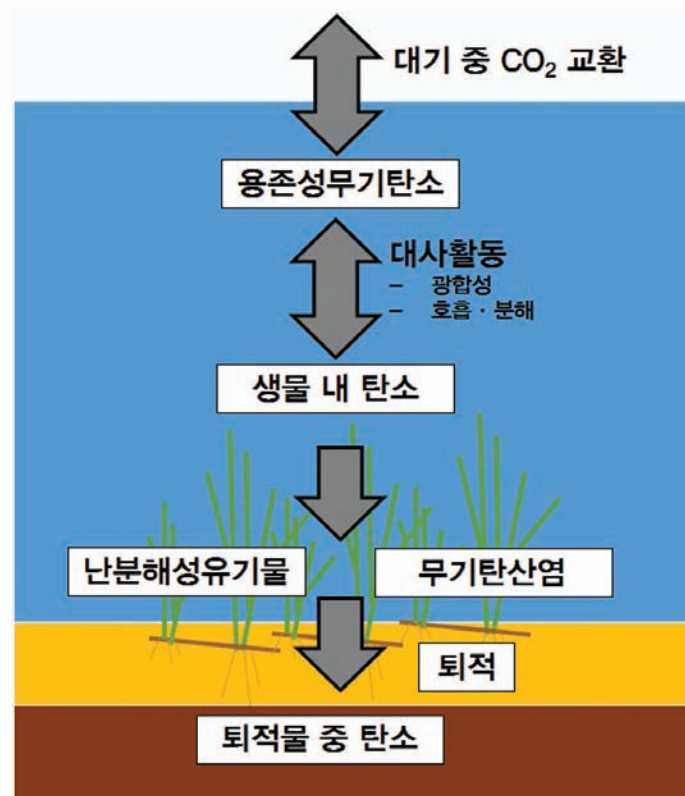 대기 중 CO₂ 교환
용존성무기탄소
대사활동
– 광합성
– 호흡 · 분해
생물 내 탄소
난분해성유기물
무기탄산염
퇴적
퇴적물 중 탄소